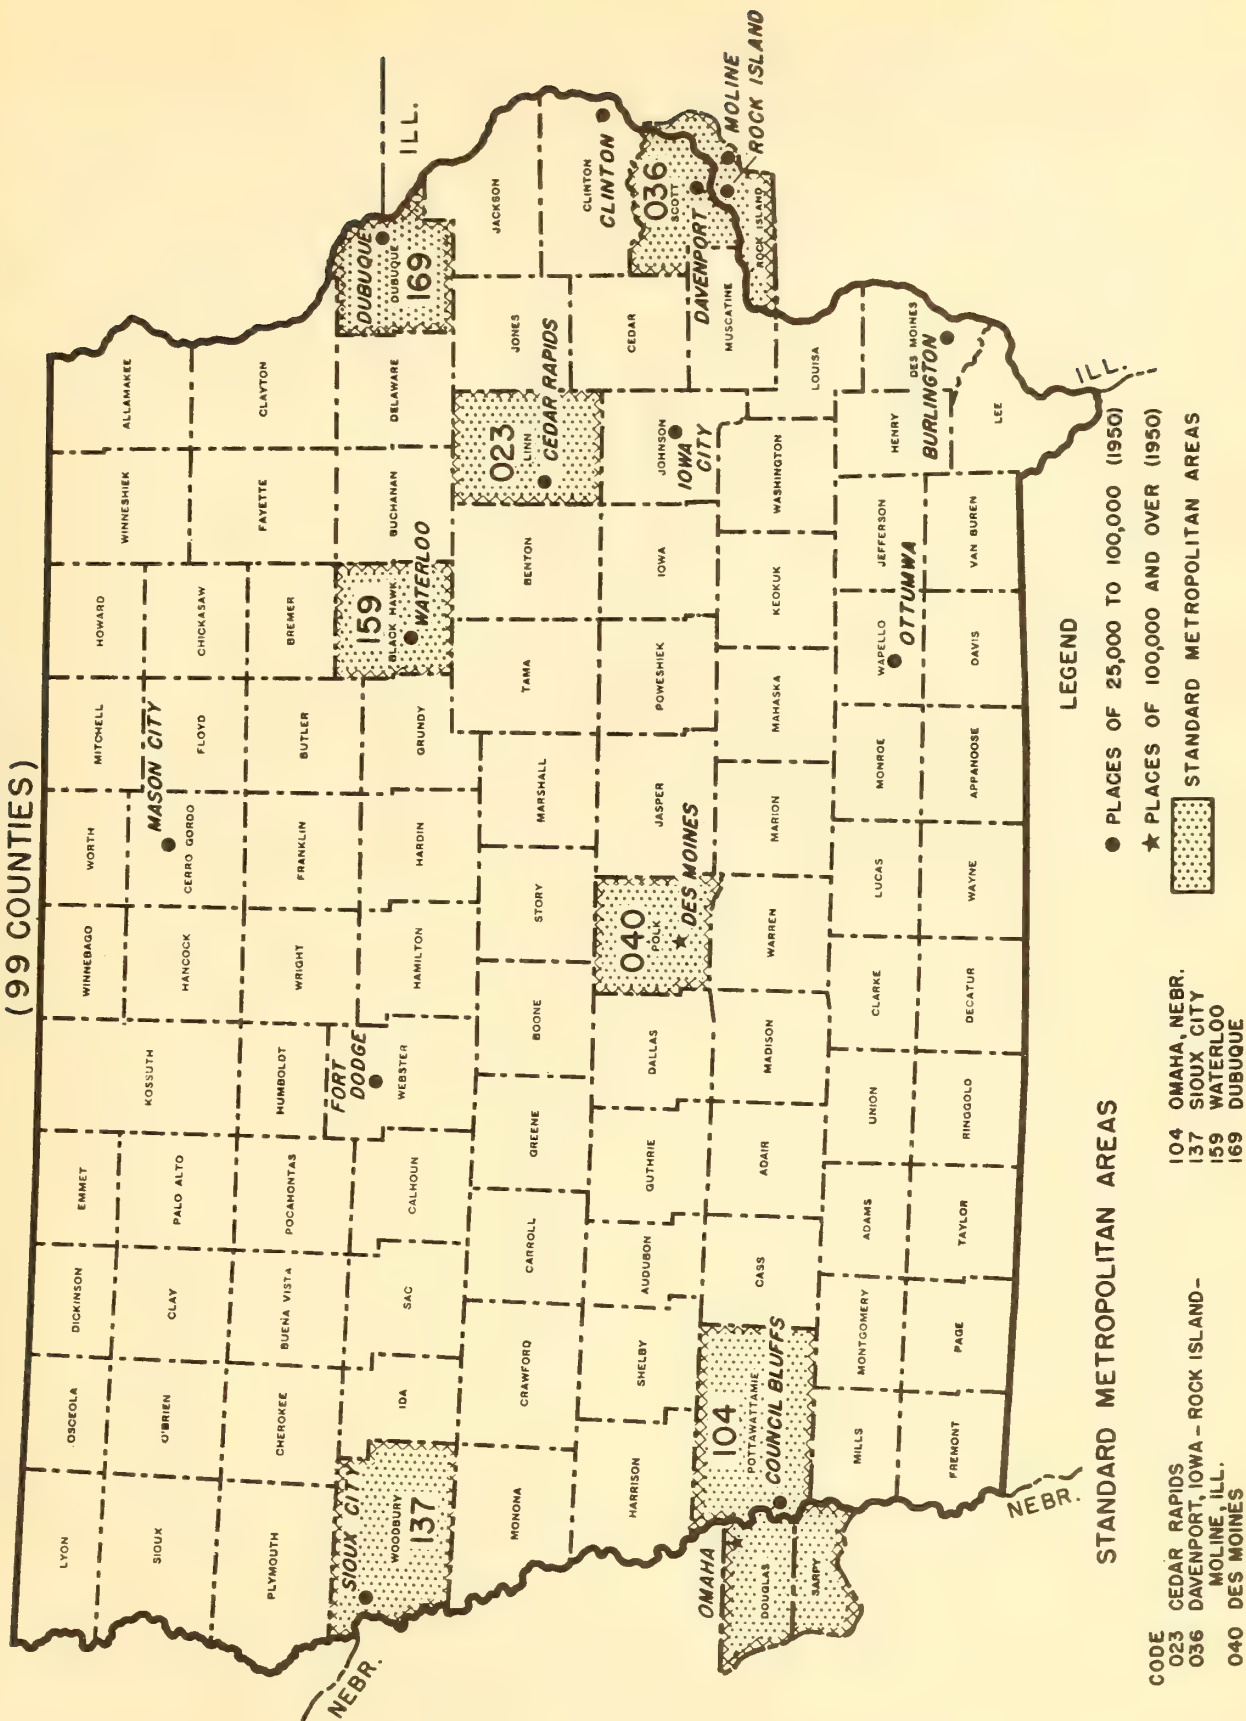 (99 COUNTIES)
LYON
OSCEOLA
DICKINSON
EMMET
KOSSUTH
WINNEBAGO
WORTH
MITCHELL
HOWARD
WINNESHIEK
ALLAMAKEE
SIOUX
O'BRIEN
CLAY
PALO ALTO
HANCOCK
CERRO GORDO
MASON CITY
FLOYD
CHICKASAW
FAYETTE
CLAYTON
PLYMOUTH
CHEROKEE
BUENA VISTA
POCAHONTAS
HUMBOLDT
WRIGHT
FRANKLIN
BUTLER
BREMER
NEBR.
SIOUX CITY
WOODBURY
137
IDA
SAC
CALHOUN
FORT
DODGE
WEBSTER
HAMILTON
HARDIN
GRUNDY
159
BLACK HAWK
WATERLOO
BUCHANAN
DELAWARE
DUBUQUE
DUBUQUE
169
ILL.
MONONA
CRAWFORD
CARROLL
GREENE
BOONE
STORY
MARSHALL
TAMA
BENTON
023
LINN
CEDAR RAPIDS
JONES
JACKSON
HARRISON
SHELBY
AUDUBON
GUTHRIE
DALLAS
040
POLK
DES MOINES
JASPER
POWESHIEK
IOWA
JOHNSON
IOWA
CITY
CEDAR
CLINTON
CLINTON
036
SCOTT
DAVENPORT
MOLINE
ROCK ISLAND
ROCK ISLAND
MUSCATINE
OMAHA
DOUGLAS
SARPY
104
POTTAWATTAMIE
COUNCIL BLUFFS
CASS
ADAIR
MADISON
WARREN
MARION
MAHASKA
KEOKUK
WASHINGTON
LOUISA
MILLS
MONTGOMERY
ADAMS
UNION
CLARKE
LUCAS
MONROE
WAPELLO
OTTUMWA
JEFFERSON
HENRY
DES MOINES
BURLINGTON
FREMONT
PAGE
TAYLOR
RINGGOLD
DECATUR
WAYNE
APPANOOSE
DAVIS
VAN BUREN
LEE
NEBR.
ILL.
LEGEND
PLACES OF 25,000 TO 100,000 (1950)
PLACES OF 100,000 AND OVER (1950)
STANDARD METROPOLITAN AREAS
STANDARD METROPOLITAN AREAS
CODE
023 CEDAR RAPIDS
036 DAVENPORT, IOWA – ROCK ISLAND –
MOLINE, ILL.
040 DES MOINES
104 OMAHA, NEBR.
137 SIOUX CITY
159 WATERLOO
169 DUBUQUE